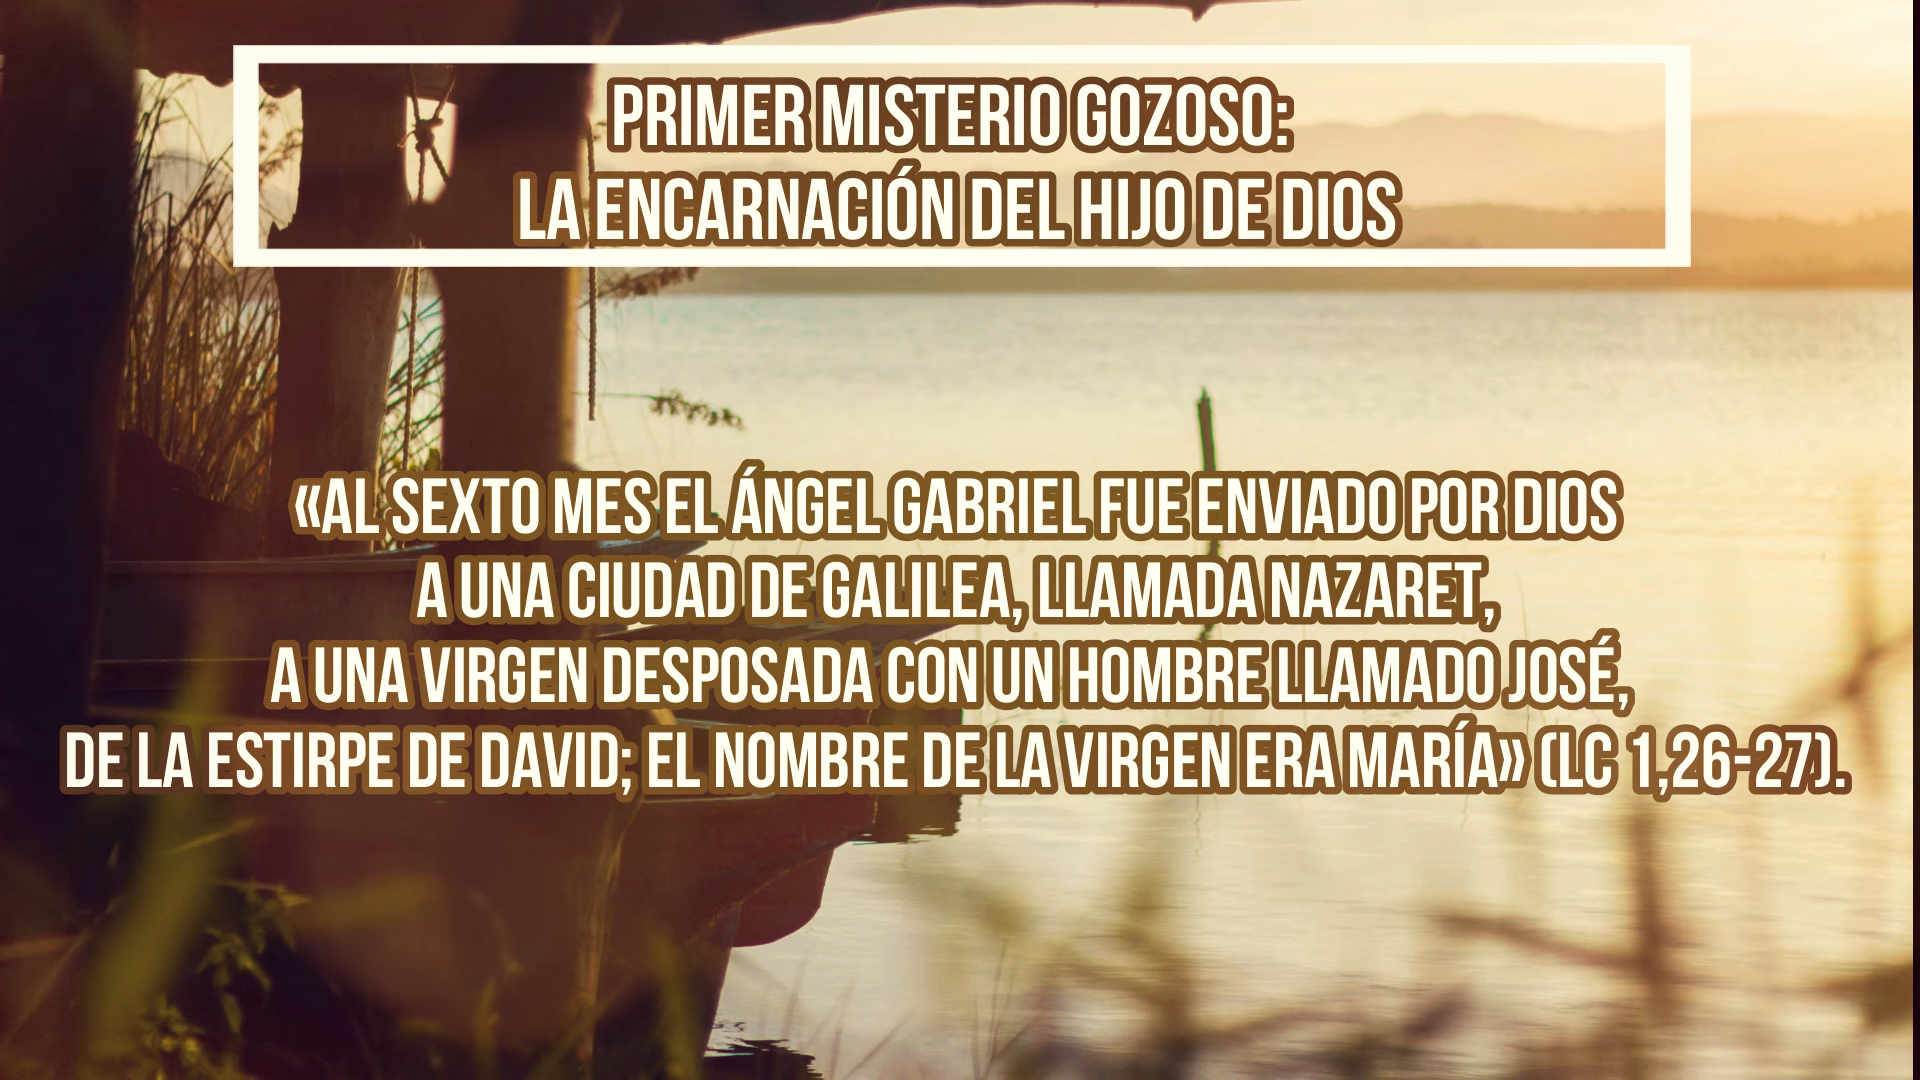 PRIMER MISTERIO GOZOSO:
LA ENCARNACIÓN DEL HIJO DE DIOS
«AL SEXTO MES EL ÁNGEL GABRIEL FUE ENVIADO POR DIOS
A UNA CIUDAD DE GALILEA, LLAMADA NAZARET,
A UNA VIRGEN DESPOSADA CON UN HOMBRE LLAMADO JOSÉ,
DE LA ESTIRPE DE DAVID; EL NOMBRE DE LA VIRGEN ERA MARÍA» (LC 1,26-27).